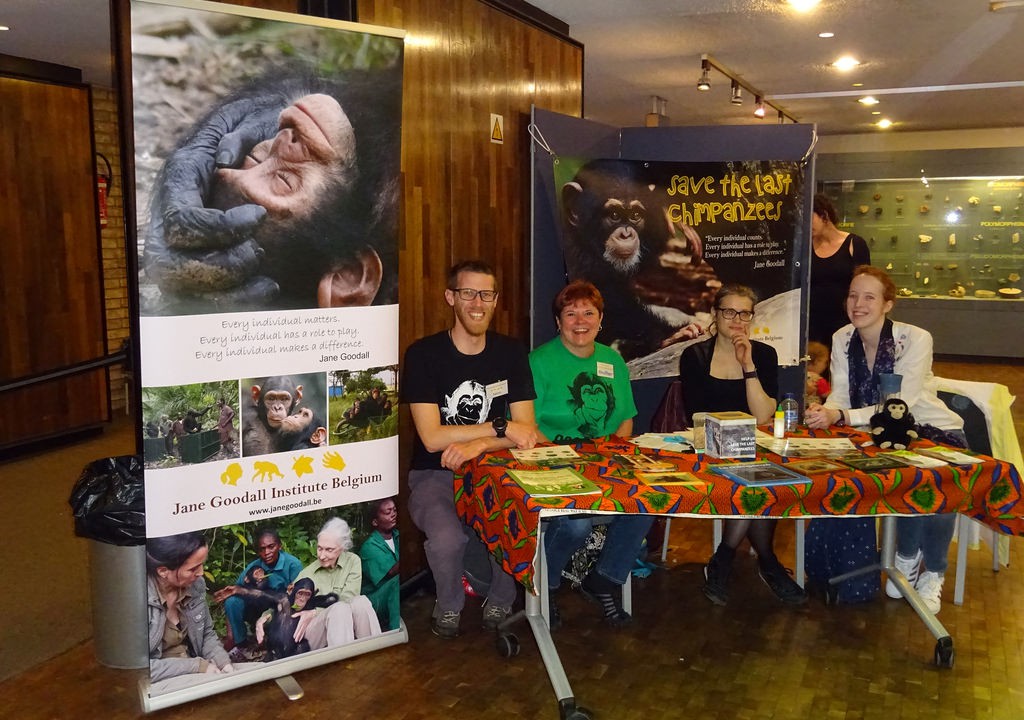 Every individual matters.
Every individual has a role to play.
Every individual makes a difference.
Jane Goodall
Jane Goodall Institute Belgium
www.janegoodall.be
Save the last
Chimpanzees
"Every individual counts.
Every individual has a role to play.
Every individual makes a difference.
Jane Goodall